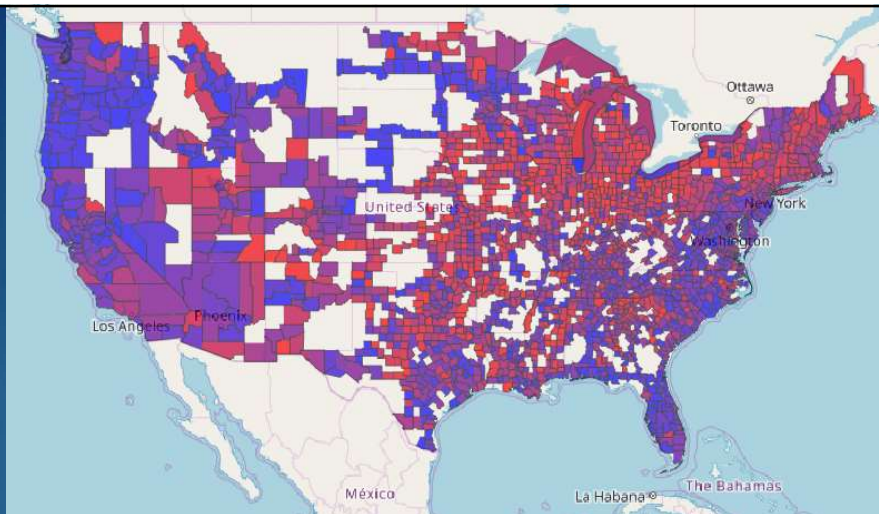 Ottawa
Toronto
United States
New York
Washington
Los Angeles
Phoenix
México
La Habana
The Bahamas